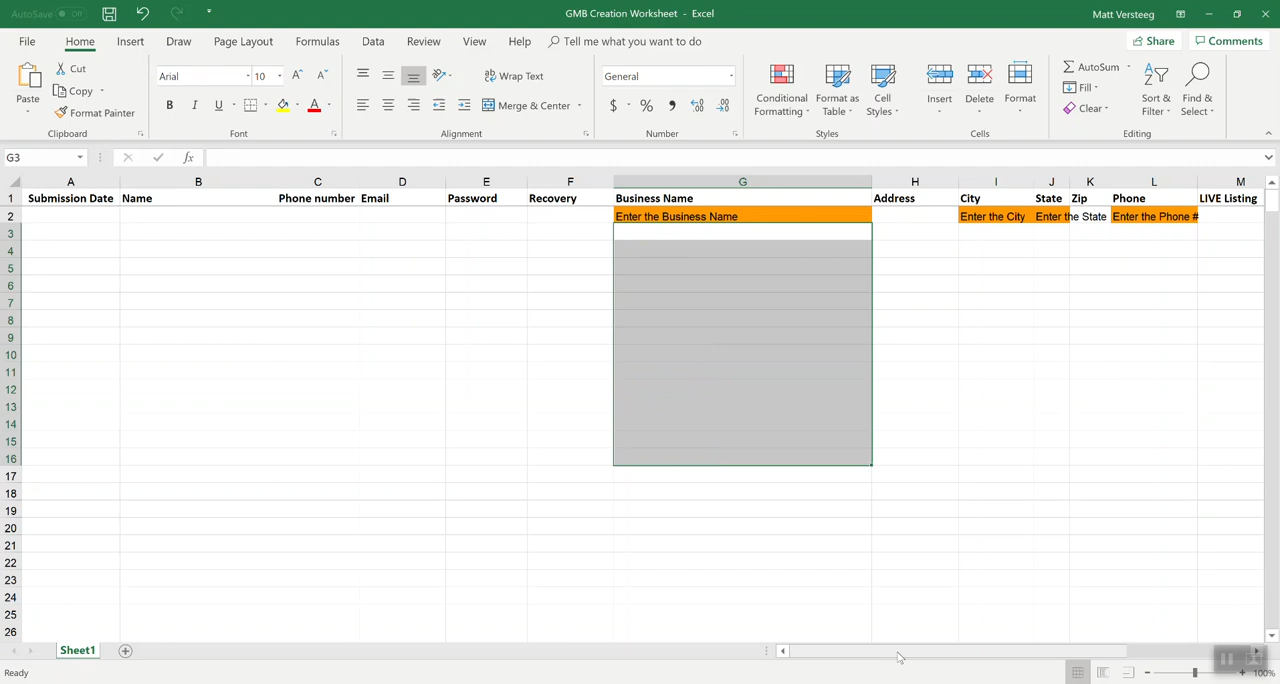 AutoSave Off
GMB Creation Worksheet - Excel
Matt Versteeg
File Home Insert Draw Page Layout Formulas Data Review View Help Tell me what you want to do
Share Comments
Paste
Cut
Copy
Format Painter
Clipboard
Arial 10
B I U
Font
Wrap Text
Merge & Center
Alignment
General
$ % 9
Number
Conditional Formatting
Format as Table
Cell Styles
Styles
Insert
Delete
Format
Cells
AutoSum
Fill
Clear
Sort & Filter
Find & Select
Editing
G3
fx
A B C D E F G H I J K L M
1 Submission Date Name Phone number Email Password Recovery Business Name Address City State Zip Phone LIVE Listing
2 Enter the Business Name Enter the City Enter the State Enter the Phone #
3
4
5
6
7
8
9
10
11
12
13
14
15
16
17
18
19
20
21
22
23
24
25
26
Sheet1
Ready
100%